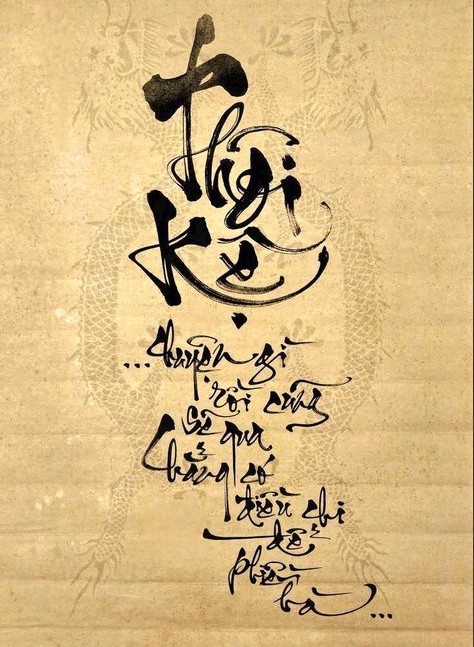 Thôi
Kệ
...chuyện gì
rồi cũng
sẽ qua
chẳng có
điều chi
để
phiền
hà...